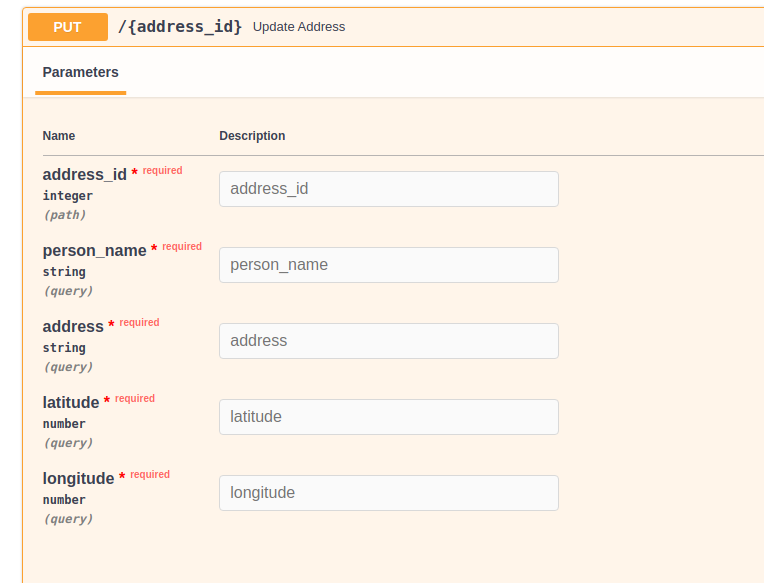 PUT /{address_id} Update Address
Parameters
Name Description
address_id * required address_id
integer
(path)
person_name * required person_name
string
(query)
address * required address
string
(query)
latitude * required latitude
number
(query)
longitude * required longitude
number
(query)